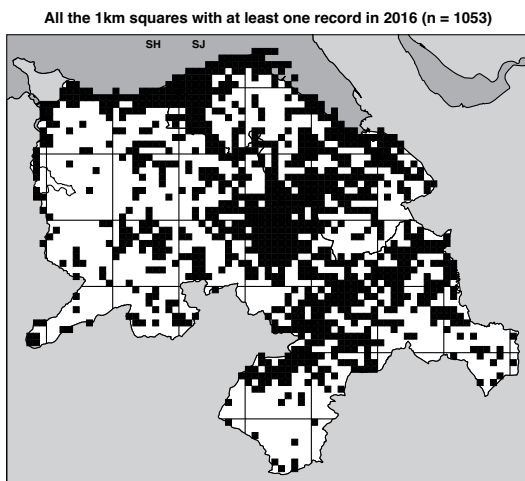 All the 1km squares with at least one record in 2016 (n = 1053)
SH SJ